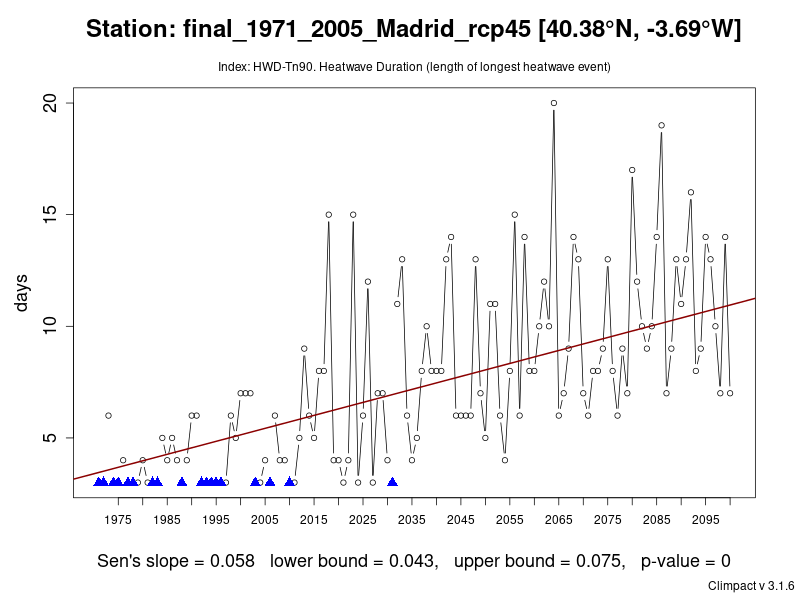 Station: final_1971_2005_Madrid_rcp45 [40.38°N, -3.69°W]
Index: HWD-Tn90. Heatwave Duration (length of longest heatwave event)
20
15
10
5
days
1975 1985 1995 2005 2015 2025 2035 2045 2055 2065 2075 2085 2095
Sen's slope = 0.058 lower bound = 0.043, upper bound = 0.075, p-value = 0
Climpact v 3.1.6